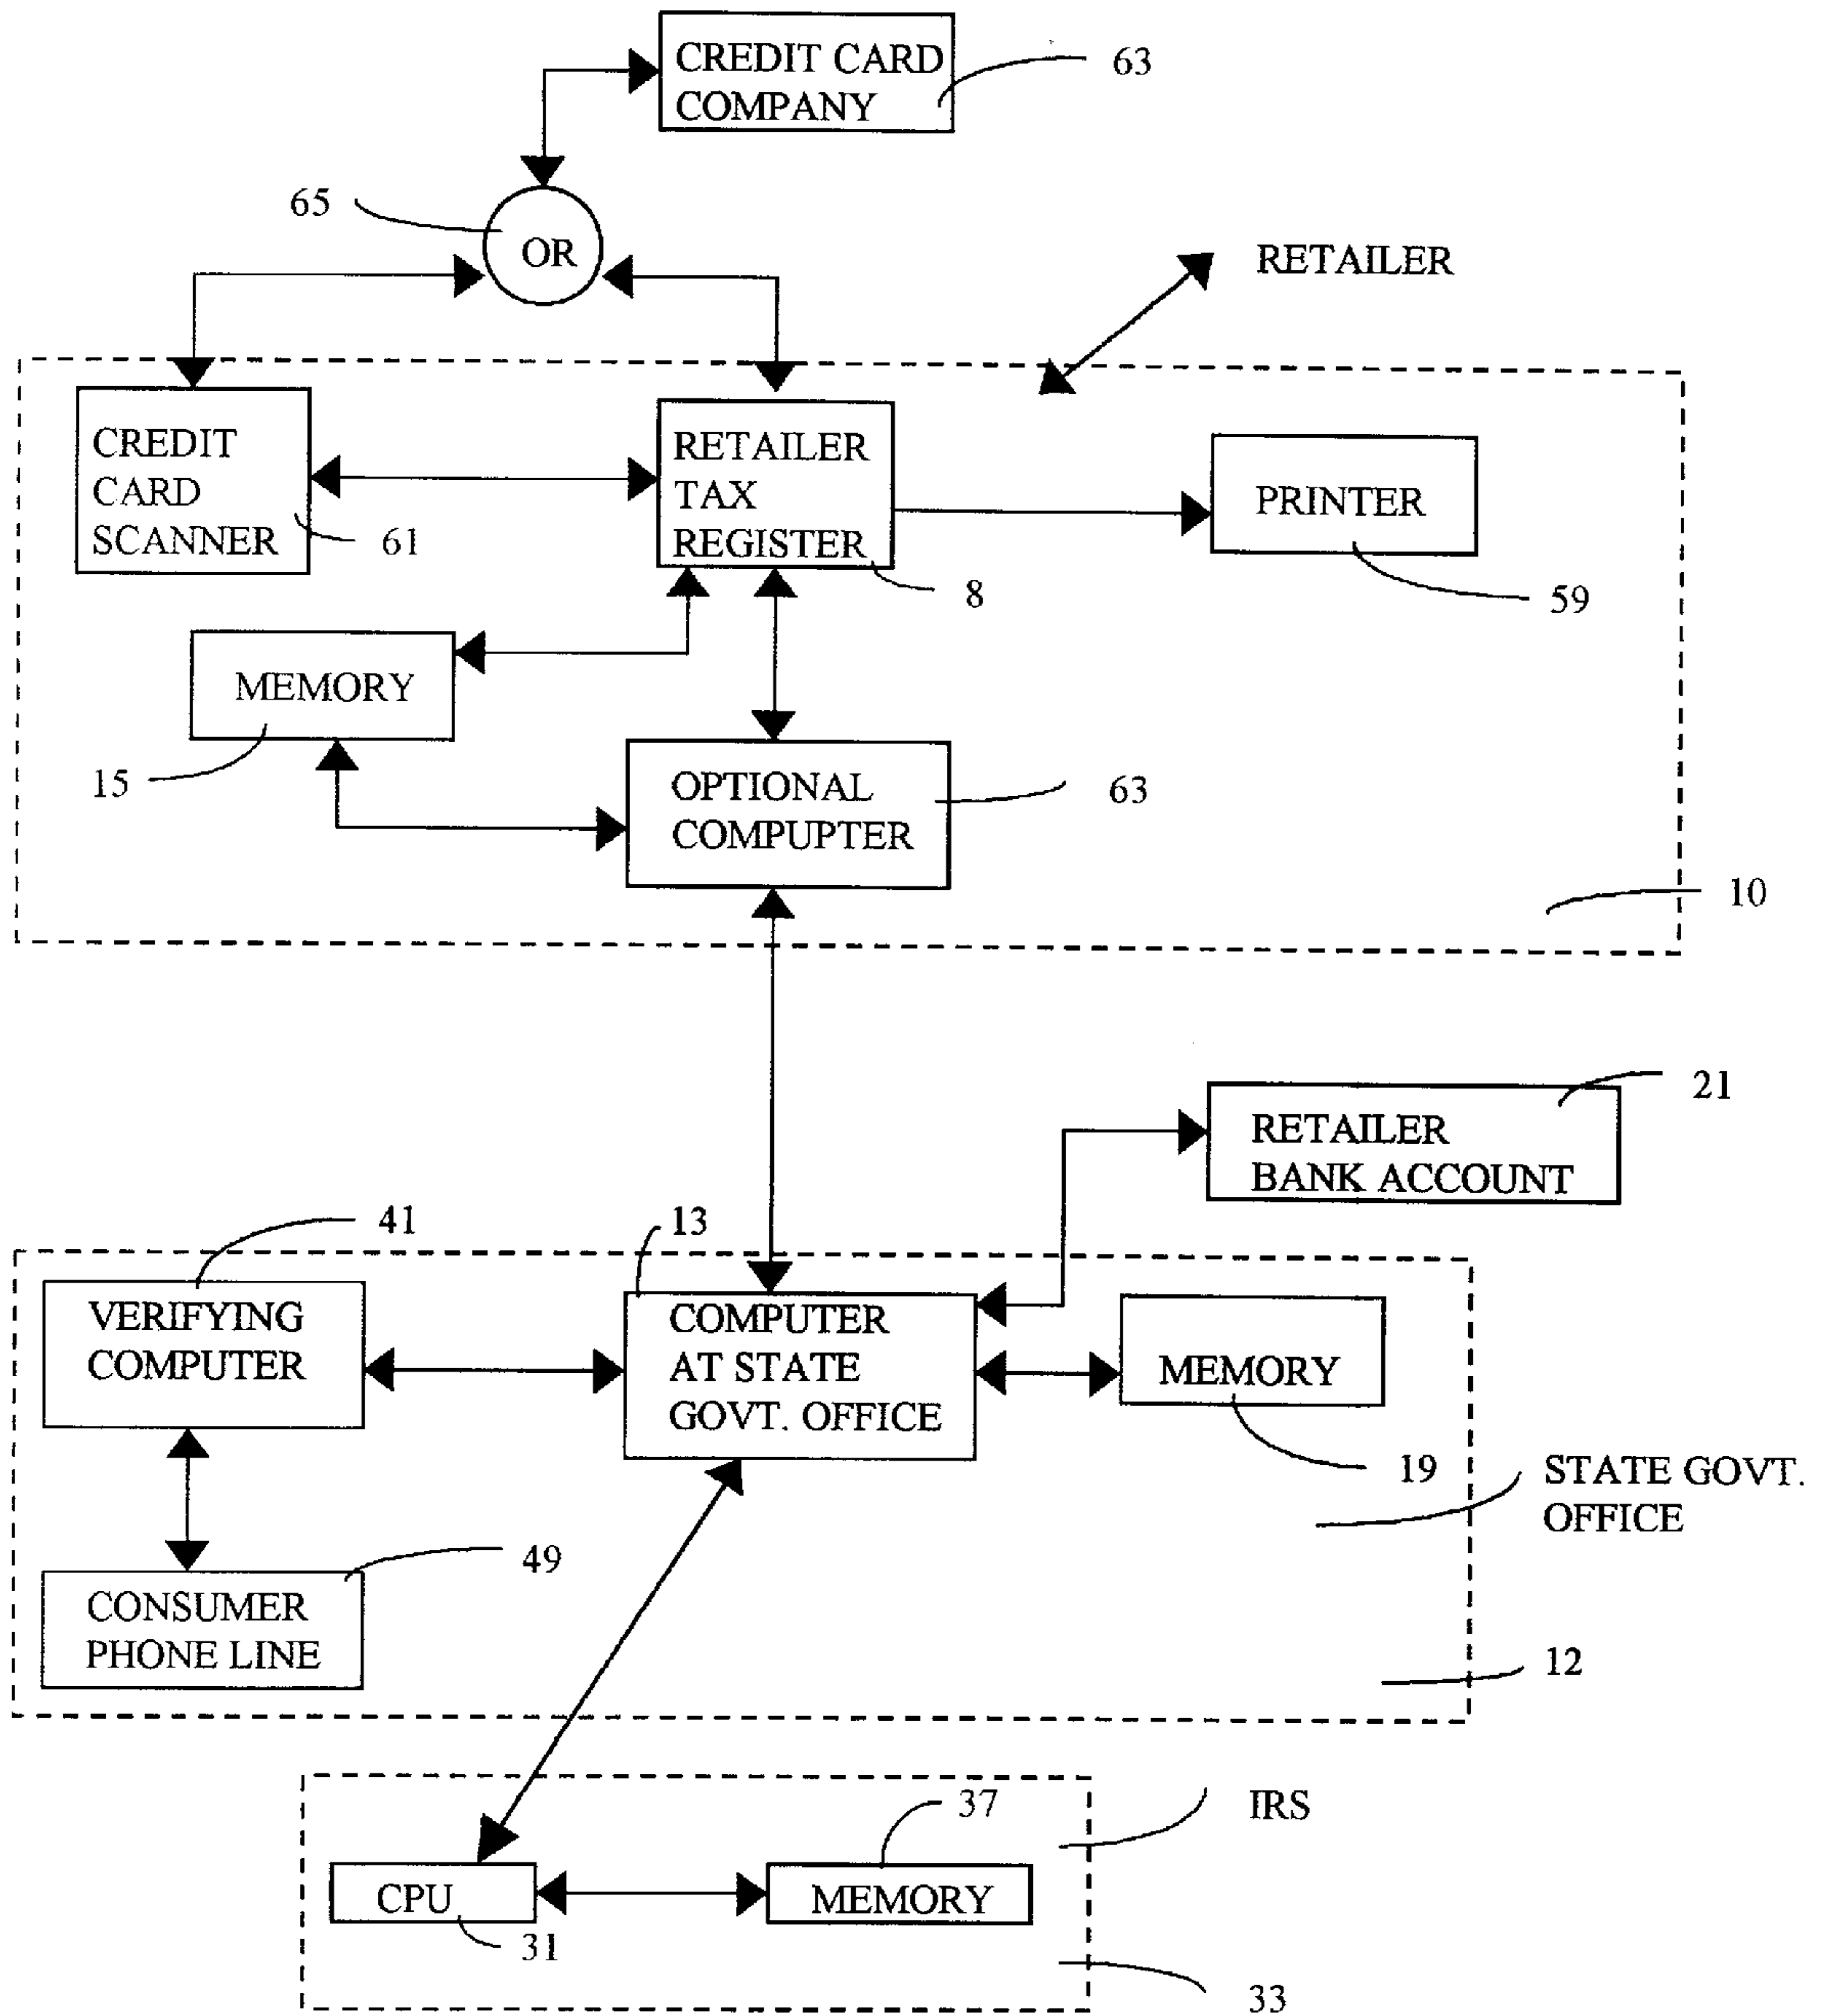 CREDIT CARD
COMPANY
63
65
OR
RETAILER
CREDIT
CARD
SCANNER
61
RETAILER
TAX
REGISTER
8
PRINTER
59
MEMORY
15
OPTIONAL
COMPUPTER
63
10
21
RETAILER
BANK ACCOUNT
41
13
VERIFYING
COMPUTER
COMPUTER
AT STATE
GOVT. OFFICE
MEMORY
19
STATE GOVT.
OFFICE
49
CONSUMER
PHONE LINE
12
37
IRS
CPU
31
MEMORY
33